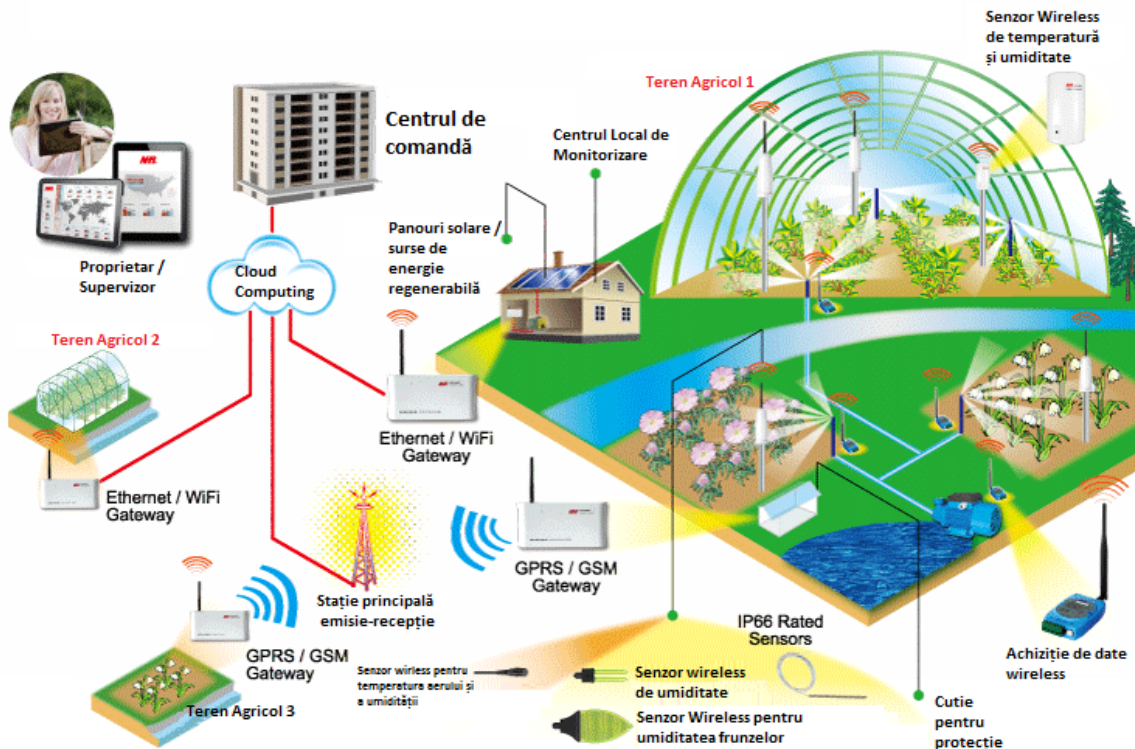 Senzor Wireless
de temperatură
și umiditate
Teren Agricol 1
Centrul de
comandă
Centrul Local de
Monitorizare
Panouri solare /
surse de
energie
regenerabilă
Proprietar /
Supervizor
Cloud
Computing
Teren Agricol 2
Ethernet / WiFi
Gateway
Ethernet / WiFi
Gateway
GPRS / GSM
Gateway
Stație principală
emisie-recepție
GPRS / GSM
Gateway
Teren Agricol 3
IP66 Rated
Sensors
Senzor wirless pentru
temperatura aerului și
a umidității
Senzor wireless
de umiditate
Senzor Wireless pentru
umiditatea frunzelor
Cutie
pentru
protectie
Achiziție de date
wireless